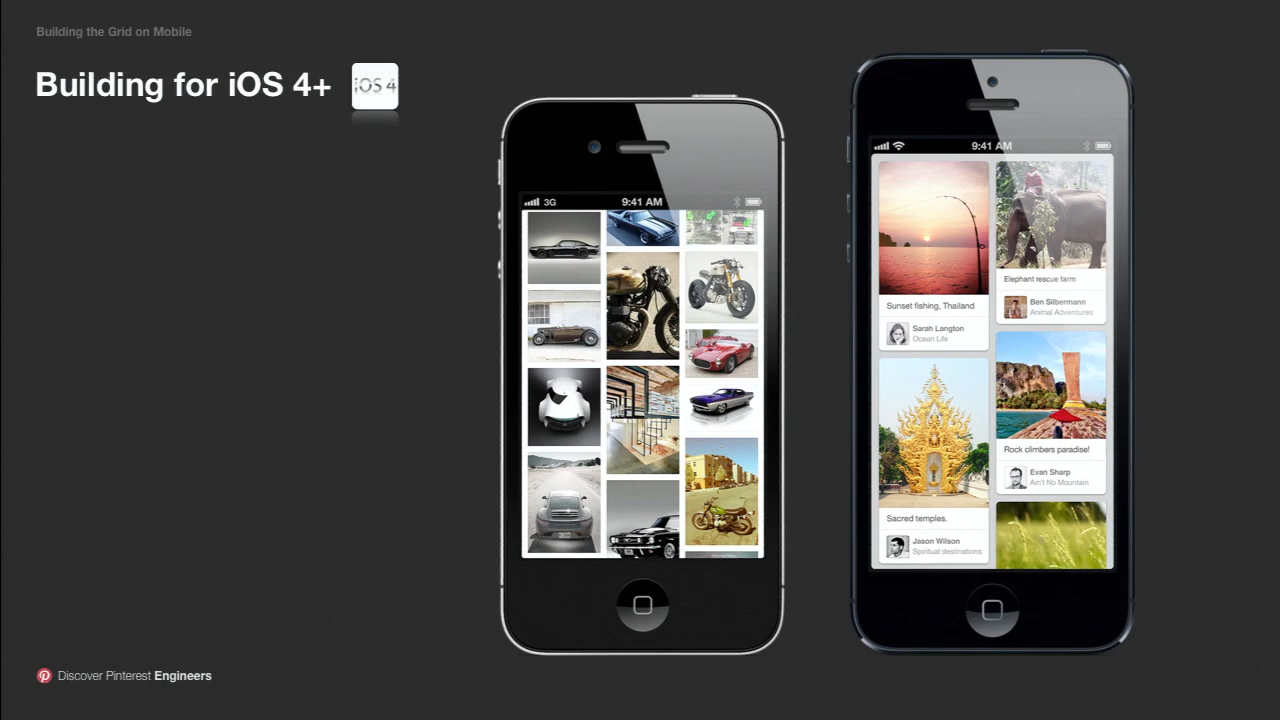 Building the Grid on Mobile
Building for iOS 4+
iOS 4
3G
9:41 AM
9:41 AM
Sunset fishing, Thailand
Sarah Langton
Ocean Life
Sacred temples.
Jason Wilson
Spiritual destinations
Elephant rescue farm
Ben Silbermann
Animal Adventures
Rock climbers paradise!
Evan Sharp
Ain't No Mountain
Discover Pinterest Engineers